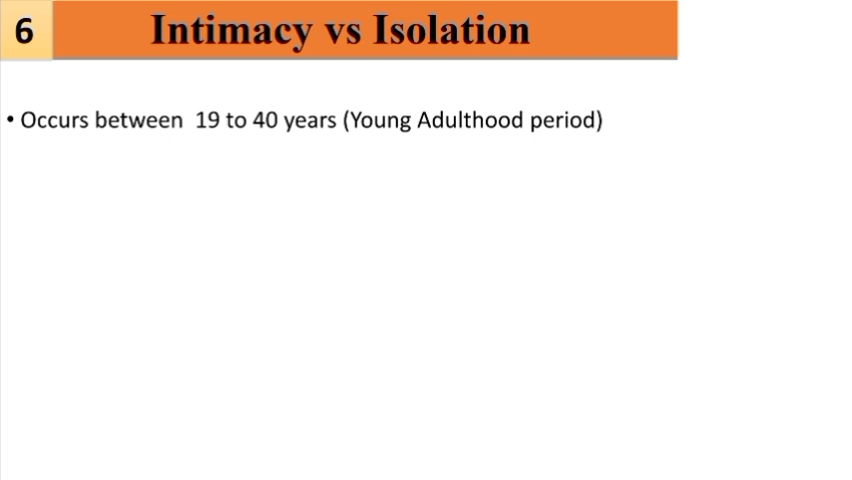 6
Intimacy vs Isolation
• Occurs between 19 to 40 years (Young Adulthood period)